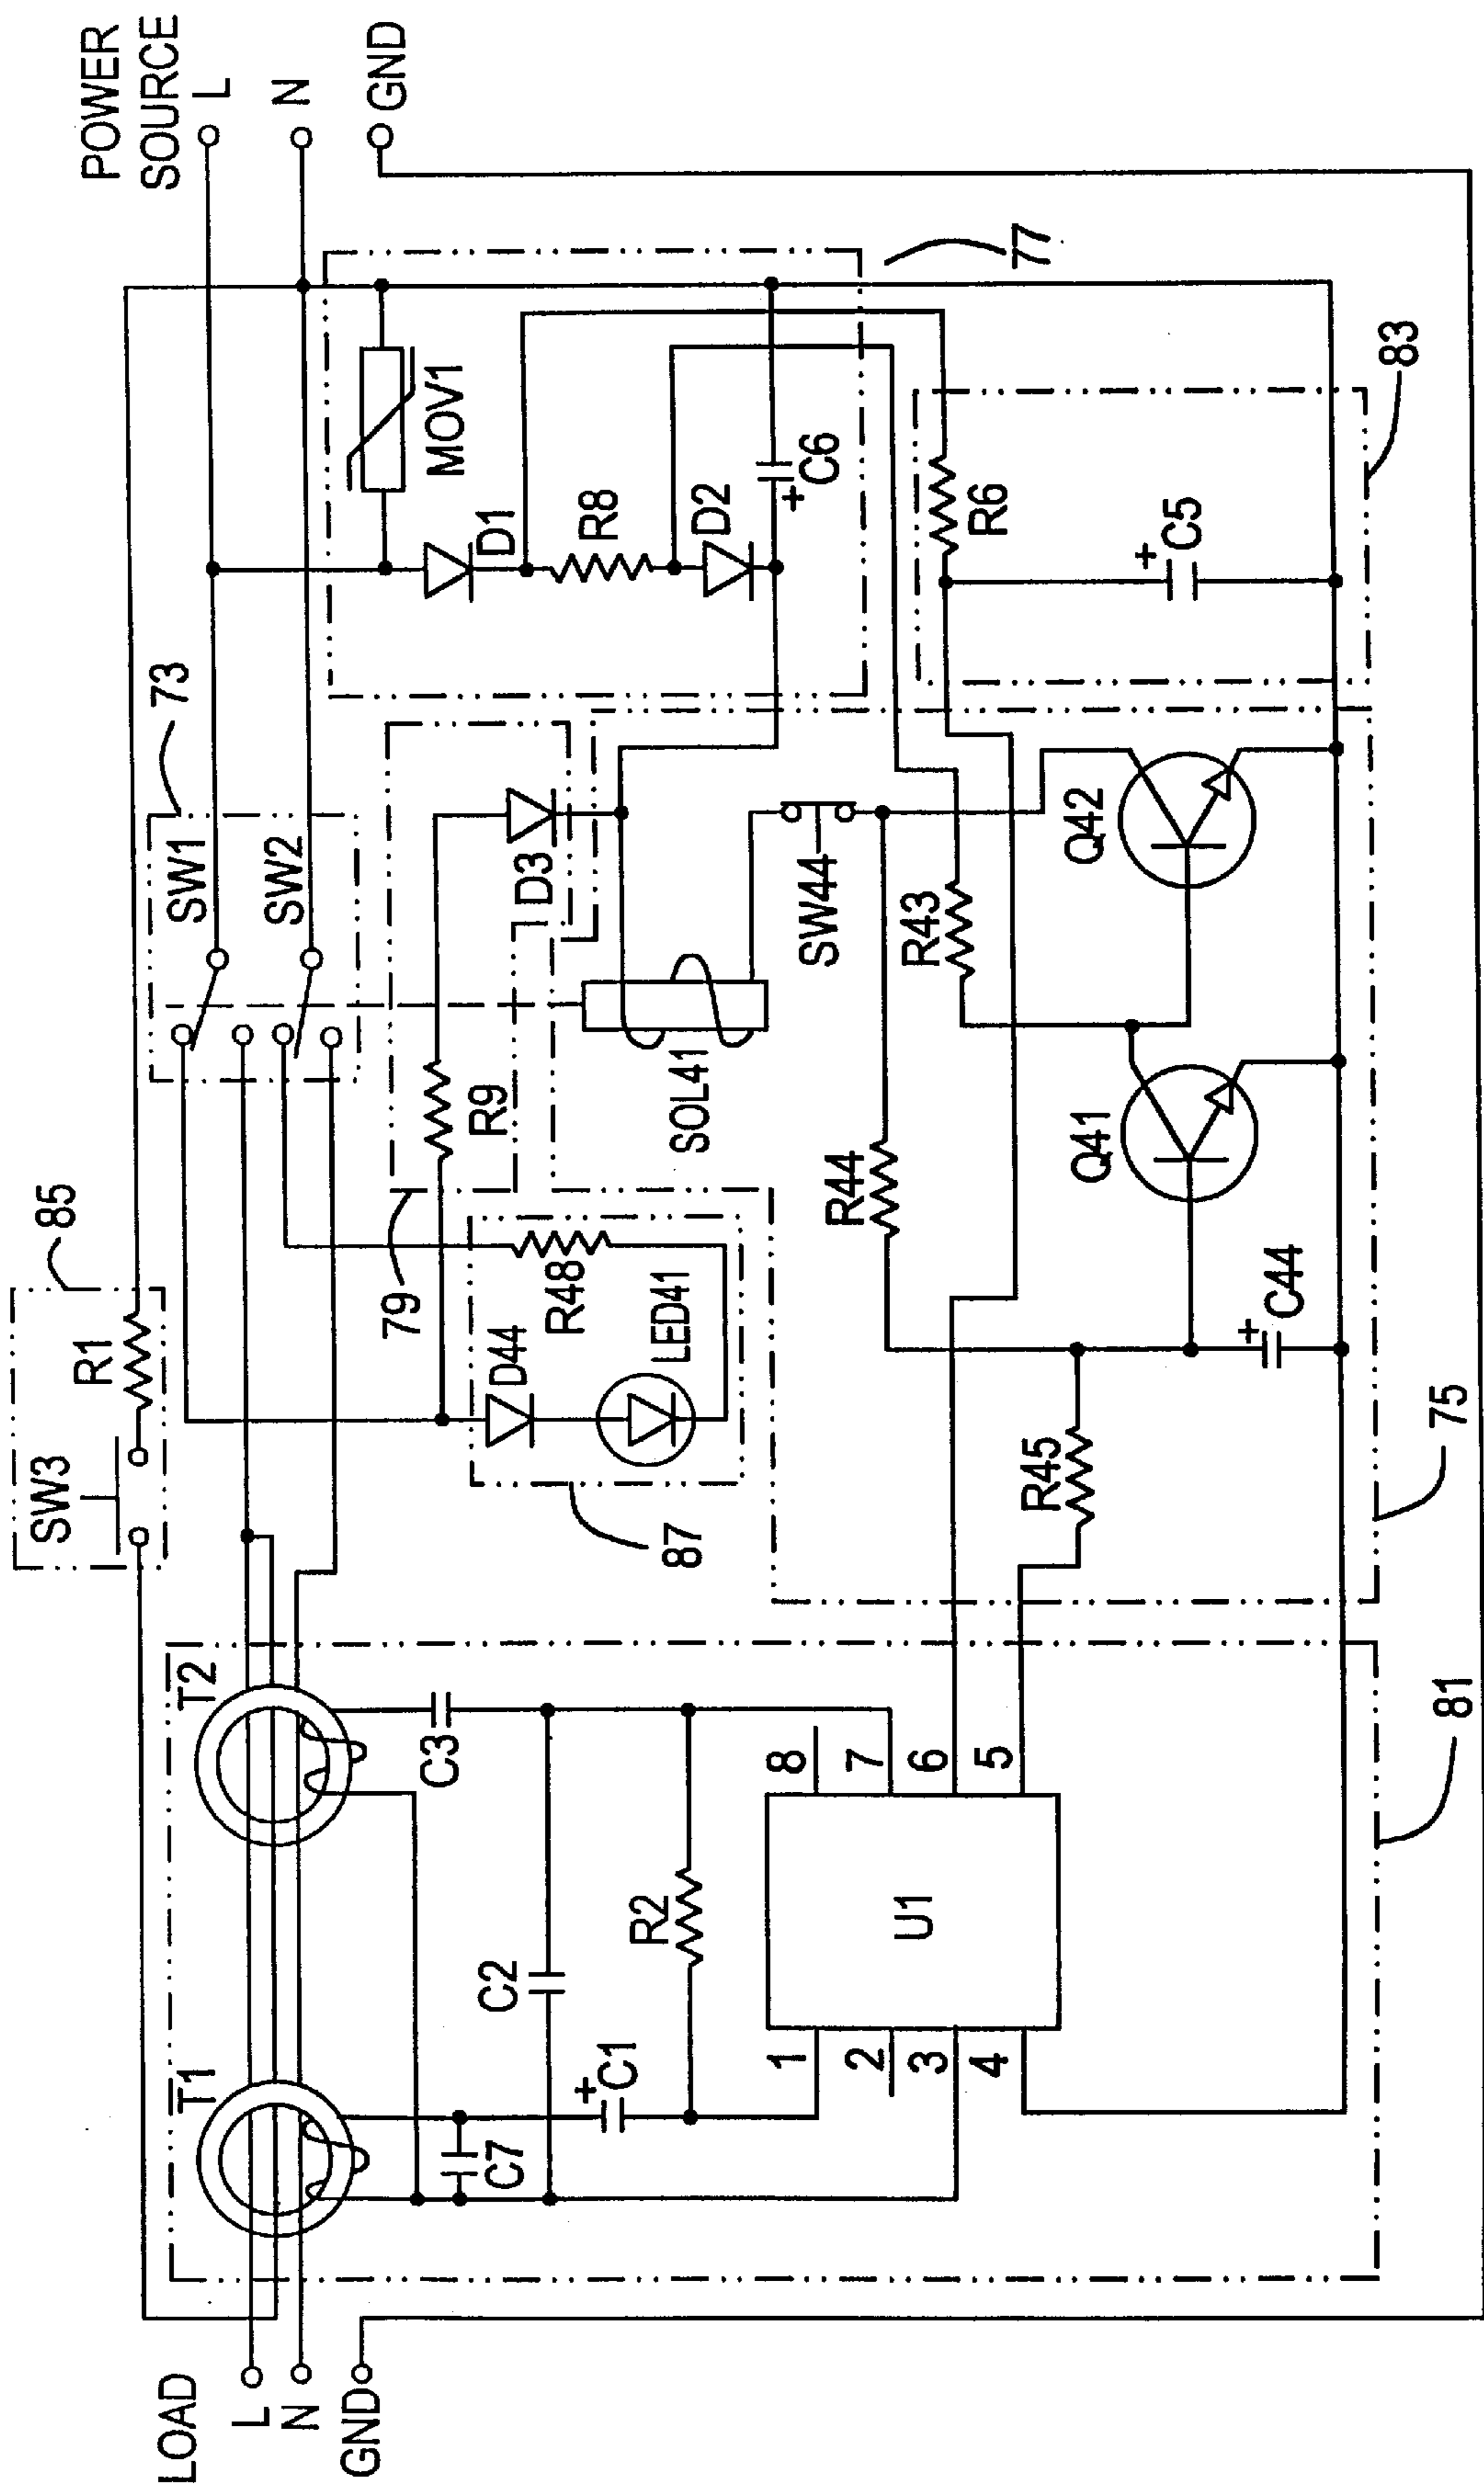 POWER
SOURCE
L
N
GND
77
83
MOV1
D1
R8
D2
+
C6
R6
+
C5
73
SW1
SW2
D3
R9
SOL41
SW44
R43
Q42
85
R1
SW3
79
R48
D44
LED41
87
R44
Q41
+
C44
R45
75
T2
C3
C2
R2
8
7
6
5
U1
81
T1
C7
+
C1
1
2
3
4
LOAD
L
N
GND